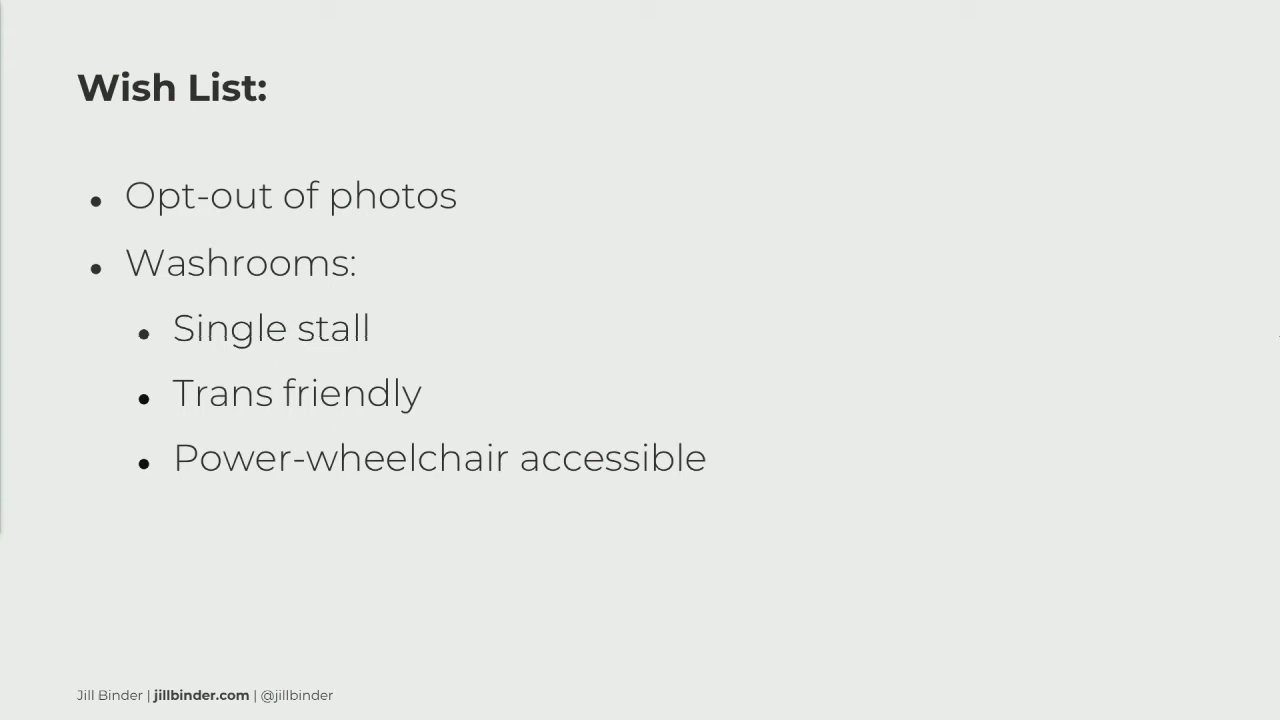 Wish List:
• Opt-out of photos
• Washrooms:
• Single stall
• Trans friendly
• Power-wheelchair accessible
Jill Binder | jillbinder.com | @jillbinder